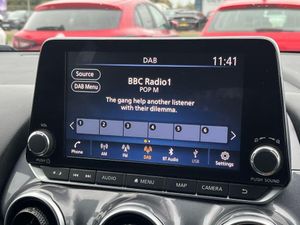 DAB
11:41
Source
BBC Radio1
DAB Menu
POP M
The gang help another listener
with their dilemma.
1 2 3 4 5 6
Phone
AM FM DAB BT Audio USB
Settings
PUSH
AUDIO MENU MAP CAMERA
PUSH SOUND